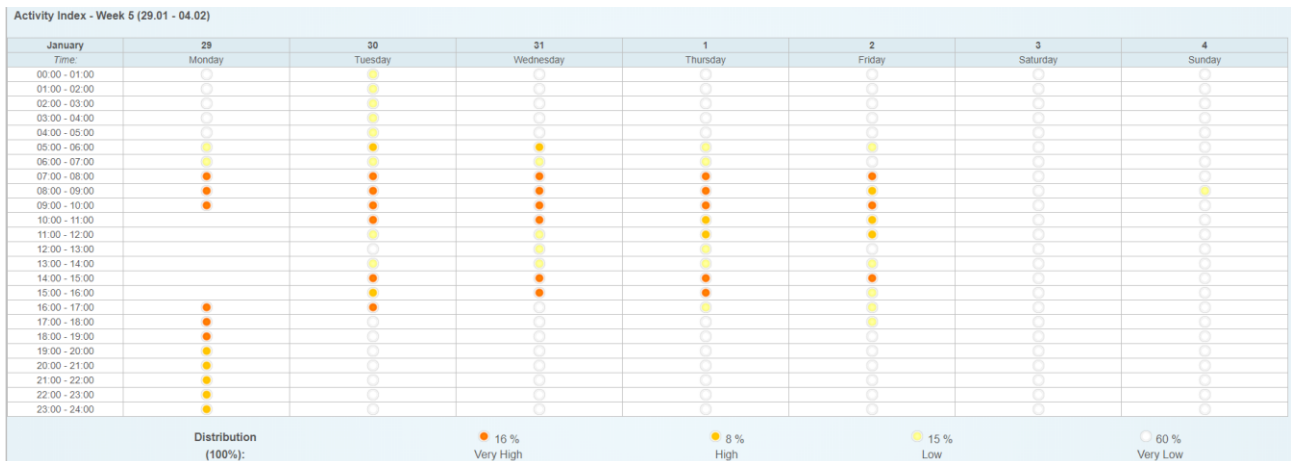 Activity Index - Week 5 (29.01 - 04.02)
January 29 30 31 1 2 3 4
Time: Monday Tuesday Wednesday Thursday Friday Saturday Sunday
00:00 - 01:00
01:00 - 02:00
02:00 - 03:00
03:00 - 04:00
04:00 - 05:00
05:00 - 06:00
06:00 - 07:00
07:00 - 08:00
08:00 - 09:00
09:00 - 10:00
10:00 - 11:00
11:00 - 12:00
12:00 - 13:00
13:00 - 14:00
14:00 - 15:00
15:00 - 16:00
16:00 - 17:00
17:00 - 18:00
18:00 - 19:00
19:00 - 20:00
20:00 - 21:00
21:00 - 22:00
22:00 - 23:00
23:00 - 24:00
Distribution 16 % 8 % 15 % 60 %
(100%): Very High High Low Very Low